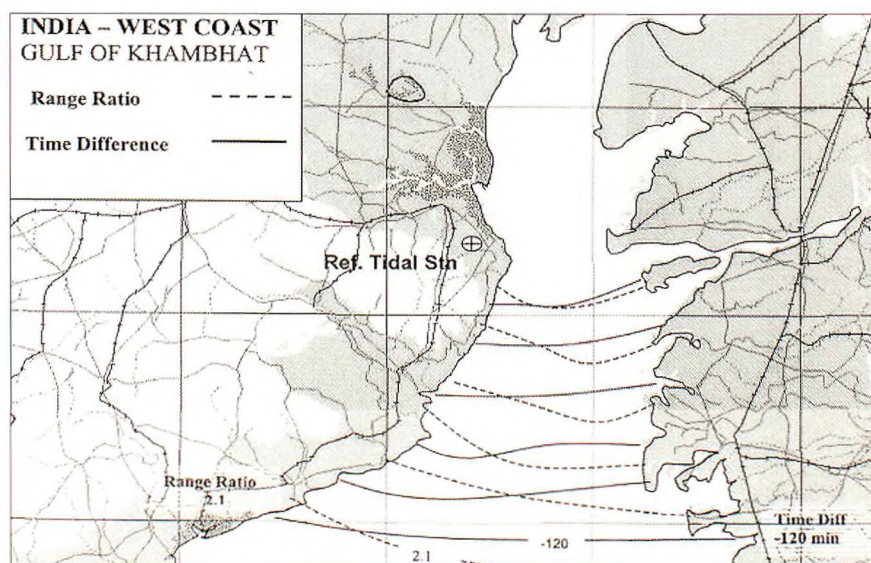 INDIA – WEST COAST
GULF OF KHAMBHAT
Range Ratio
Time Difference
Ref. Tidal Stn
Range Ratio
2.1
Time Diff
-120 min
-120
2.1